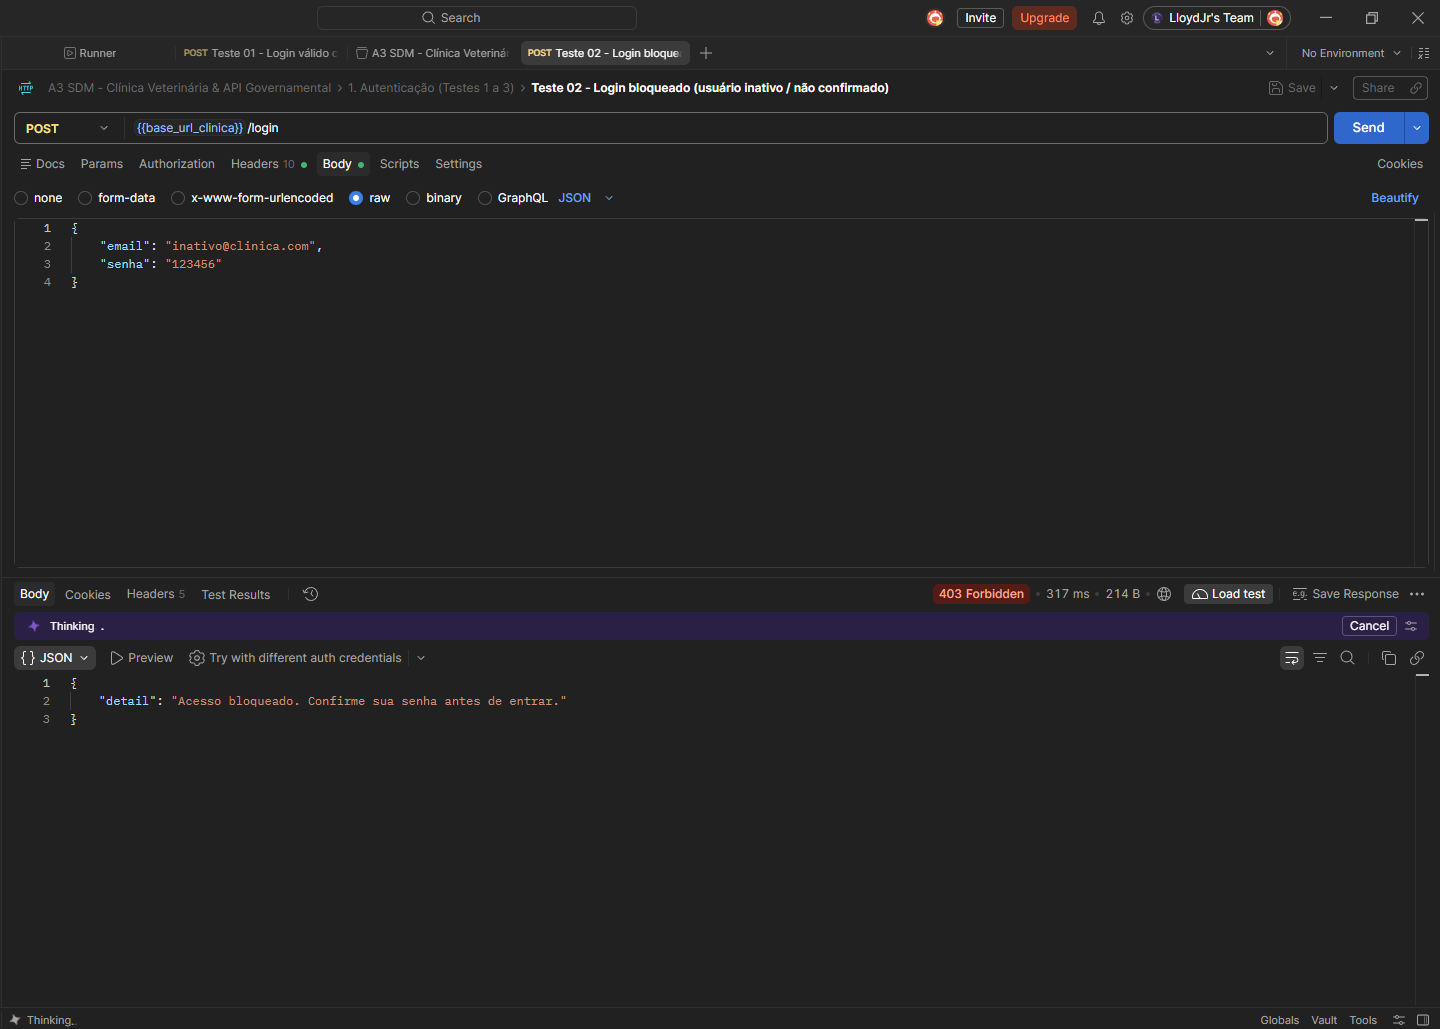 Search
Invite
Upgrade
LloydJr's Team
Runner
POST Teste 01 - Login válido c
A3 SDM - Clínica Veterinári
POST Teste 02 - Login bloque
No Environment
HTTP
A3 SDM - Clínica Veterinária & API Governamental > 1. Autenticação (Testes 1 a 3) > Teste 02 - Login bloqueado (usuário inativo / não confirmado)
Save
Share
POST
{{base_url_clinica}} /login
Send
Docs
Params
Authorization
Headers 10
Body
Scripts
Settings
Cookies
none
form-data
x-www-form-urlencoded
raw
binary
GraphQL
JSON
Beautify
1 {
2 "email": "inativo@clinica.com",
3 "senha": "123456"
4 }
Body
Cookies
Headers 5
Test Results
403 Forbidden
317 ms
214 B
Load test
e.g. Save Response
Thinking .
Cancel
{} JSON
Preview
Try with different auth credentials
1 {
2 "detail": "Acesso bloqueado. Confirme sua senha antes de entrar."
3 }
Thinking.
Globals
Vault
Tools